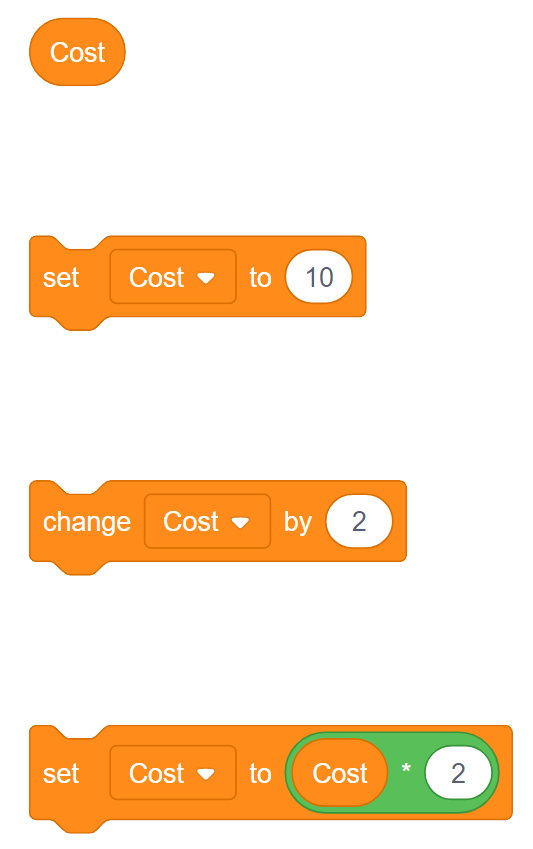 Cost
set Cost to 10
change Cost by 2
set Cost to Cost * 2